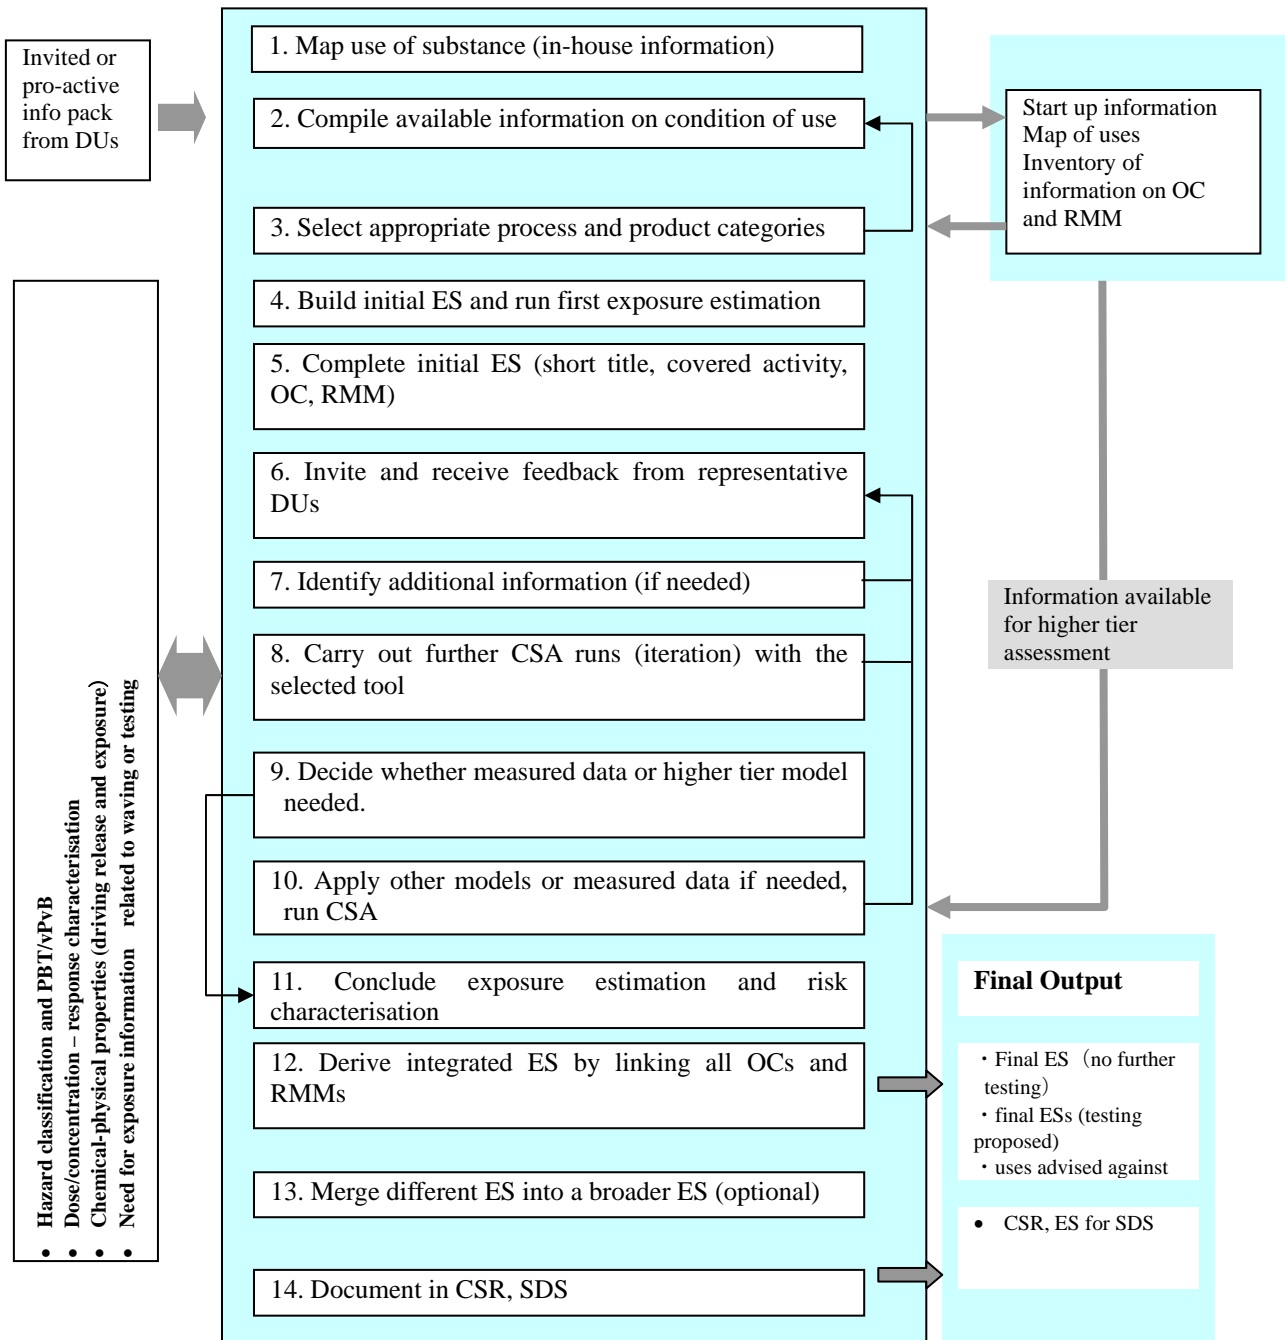 Invited or
pro-active
info pack
from DUs
1. Map use of substance (in-house information)
2. Compile available information on condition of use
3. Select appropriate process and product categories
4. Build initial ES and run first exposure estimation
5. Complete initial ES (short title, covered activity,
OC, RMM)
6. Invite and receive feedback from representative
DUs
7. Identify additional information (if needed)
8. Carry out further CSA runs (iteration) with the
selected tool
9. Decide whether measured data or higher tier model
needed.
10. Apply other models or measured data if needed,
run CSA
11. Conclude exposure estimation and risk
characterisation
12. Derive integrated ES by linking all OCs and
RMMs
13. Merge different ES into a broader ES (optional)
14. Document in CSR, SDS
Start up information
Map of uses
Inventory of
information on OC
and RMM
Information available
for higher tier
assessment
• Hazard classification and PBT/vPvB
• Dose/concentration – response characterisation
• Chemical-physical properties (driving release and exposure)
• Need for exposure information related to waving or testing
Final Output
・Final ES（no further
testing）
・final ESs (testing
proposed)
・uses advised against
• CSR, ES for SDS